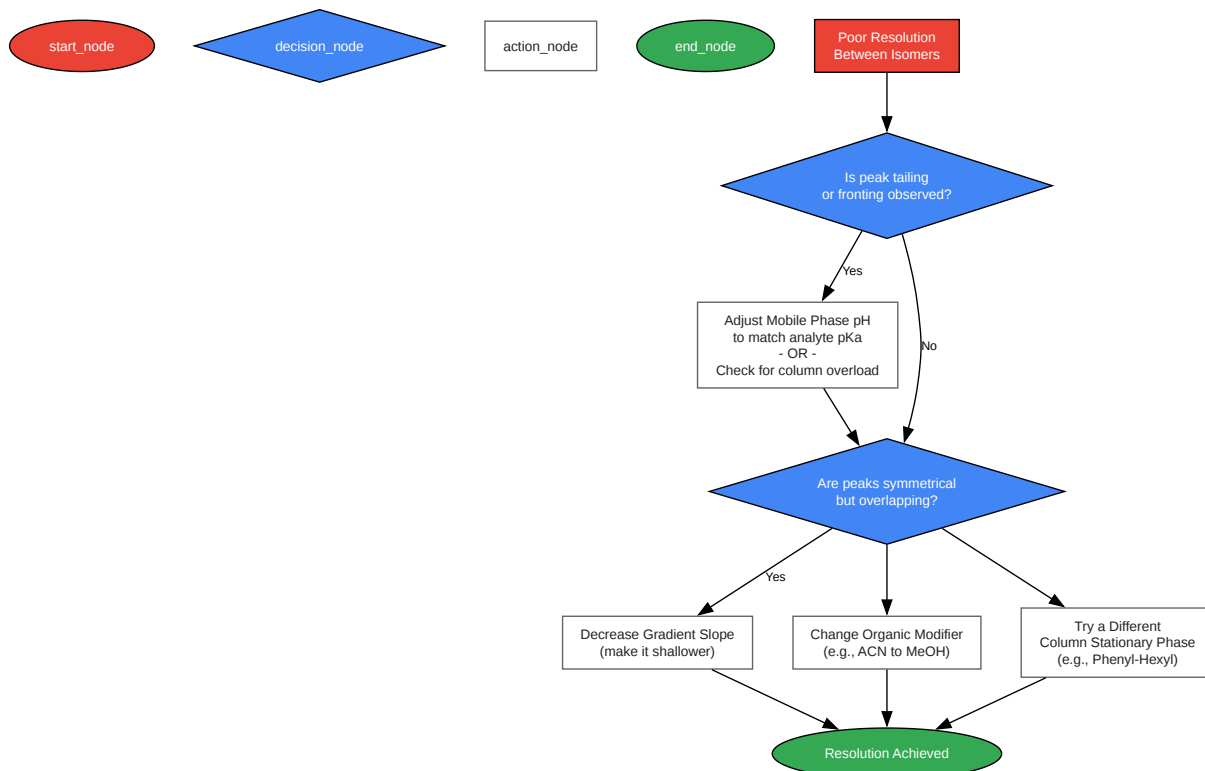 start_node
decision_node
action_node
end_node
Poor Resolution
Between Isomers
Is peak tailing
or fronting observed?
Yes
Adjust Mobile Phase pH
to match analyte pKa
- OR -
Check for column overload
No
Are peaks symmetrical
but overlapping?
Yes
Decrease Gradient Slope
(make it shallower)
Change Organic Modifier
(e.g., ACN to MeOH)
Try a Different
Column Stationary Phase
(e.g., Phenyl-Hexyl)
Resolution Achieved